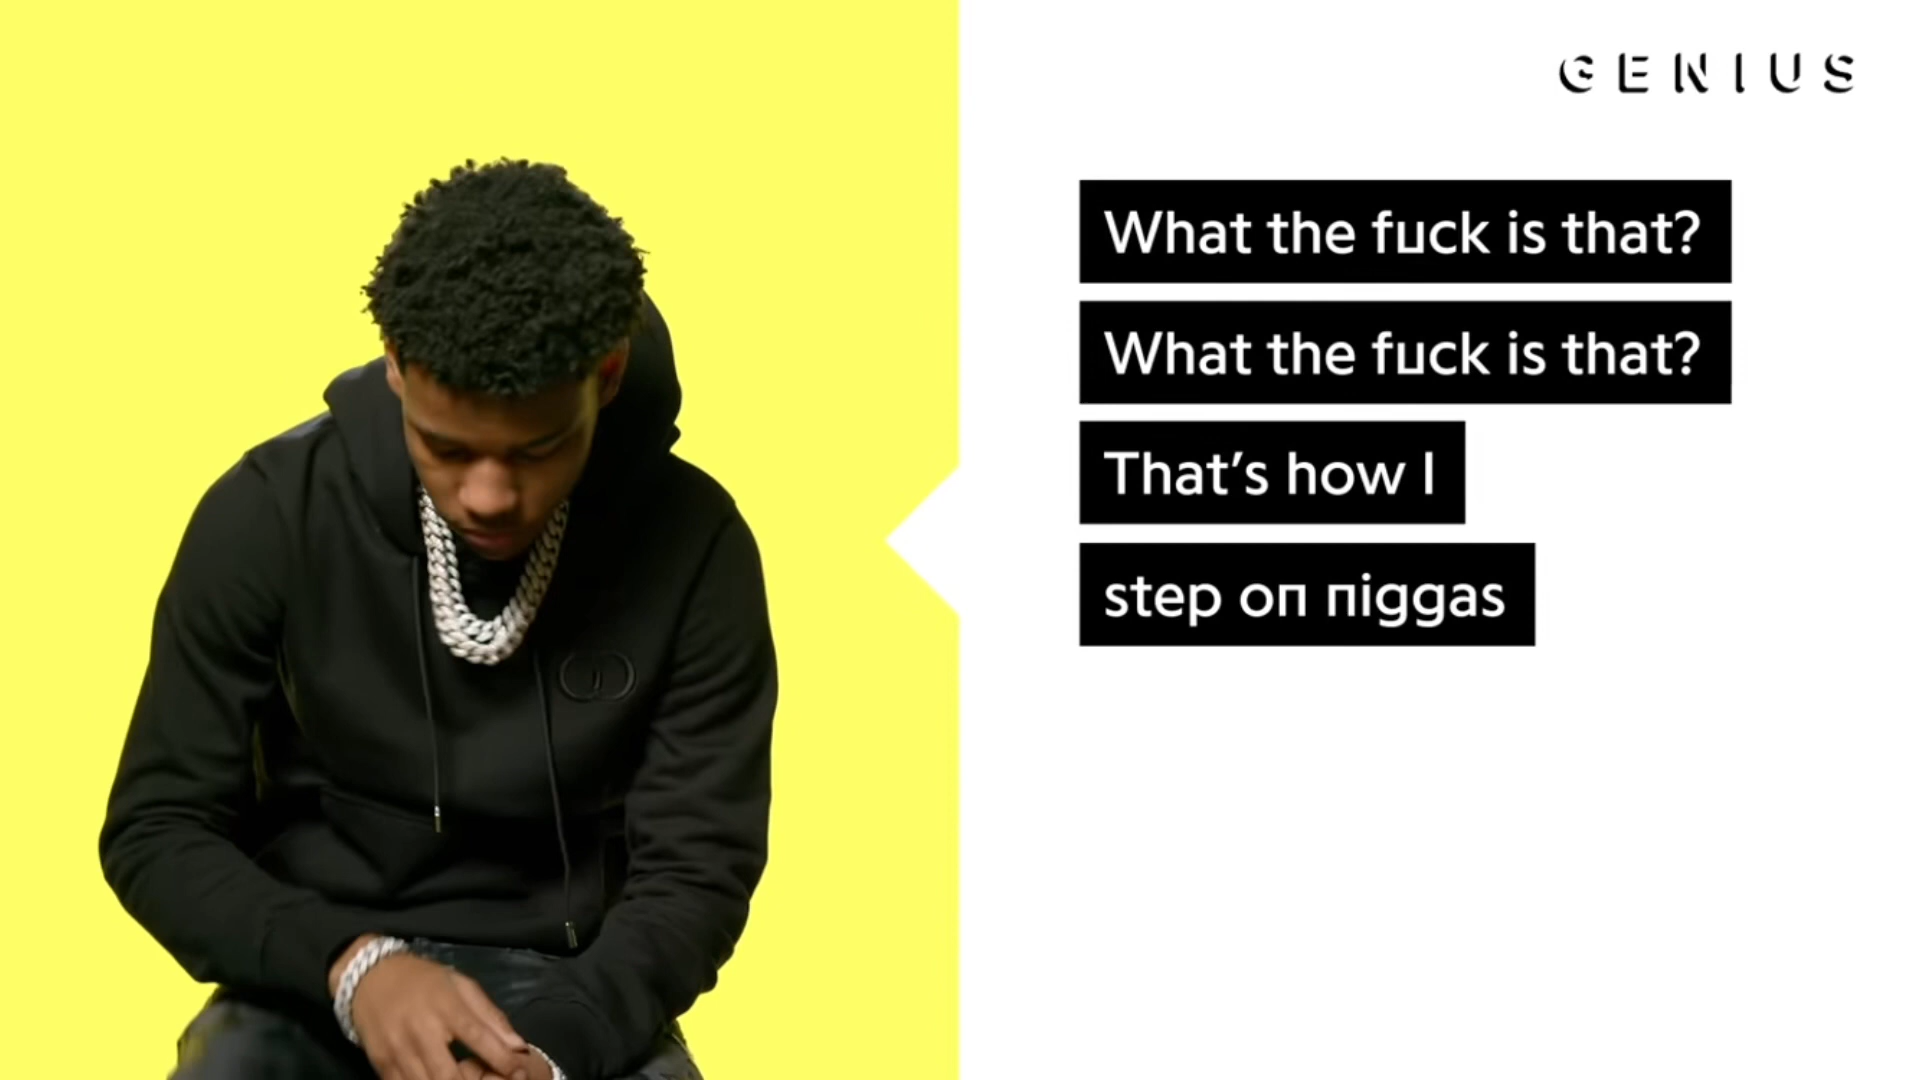 GENIUS
What the fuck is that?
What the fuck is that?
That’s how I
step on niggas